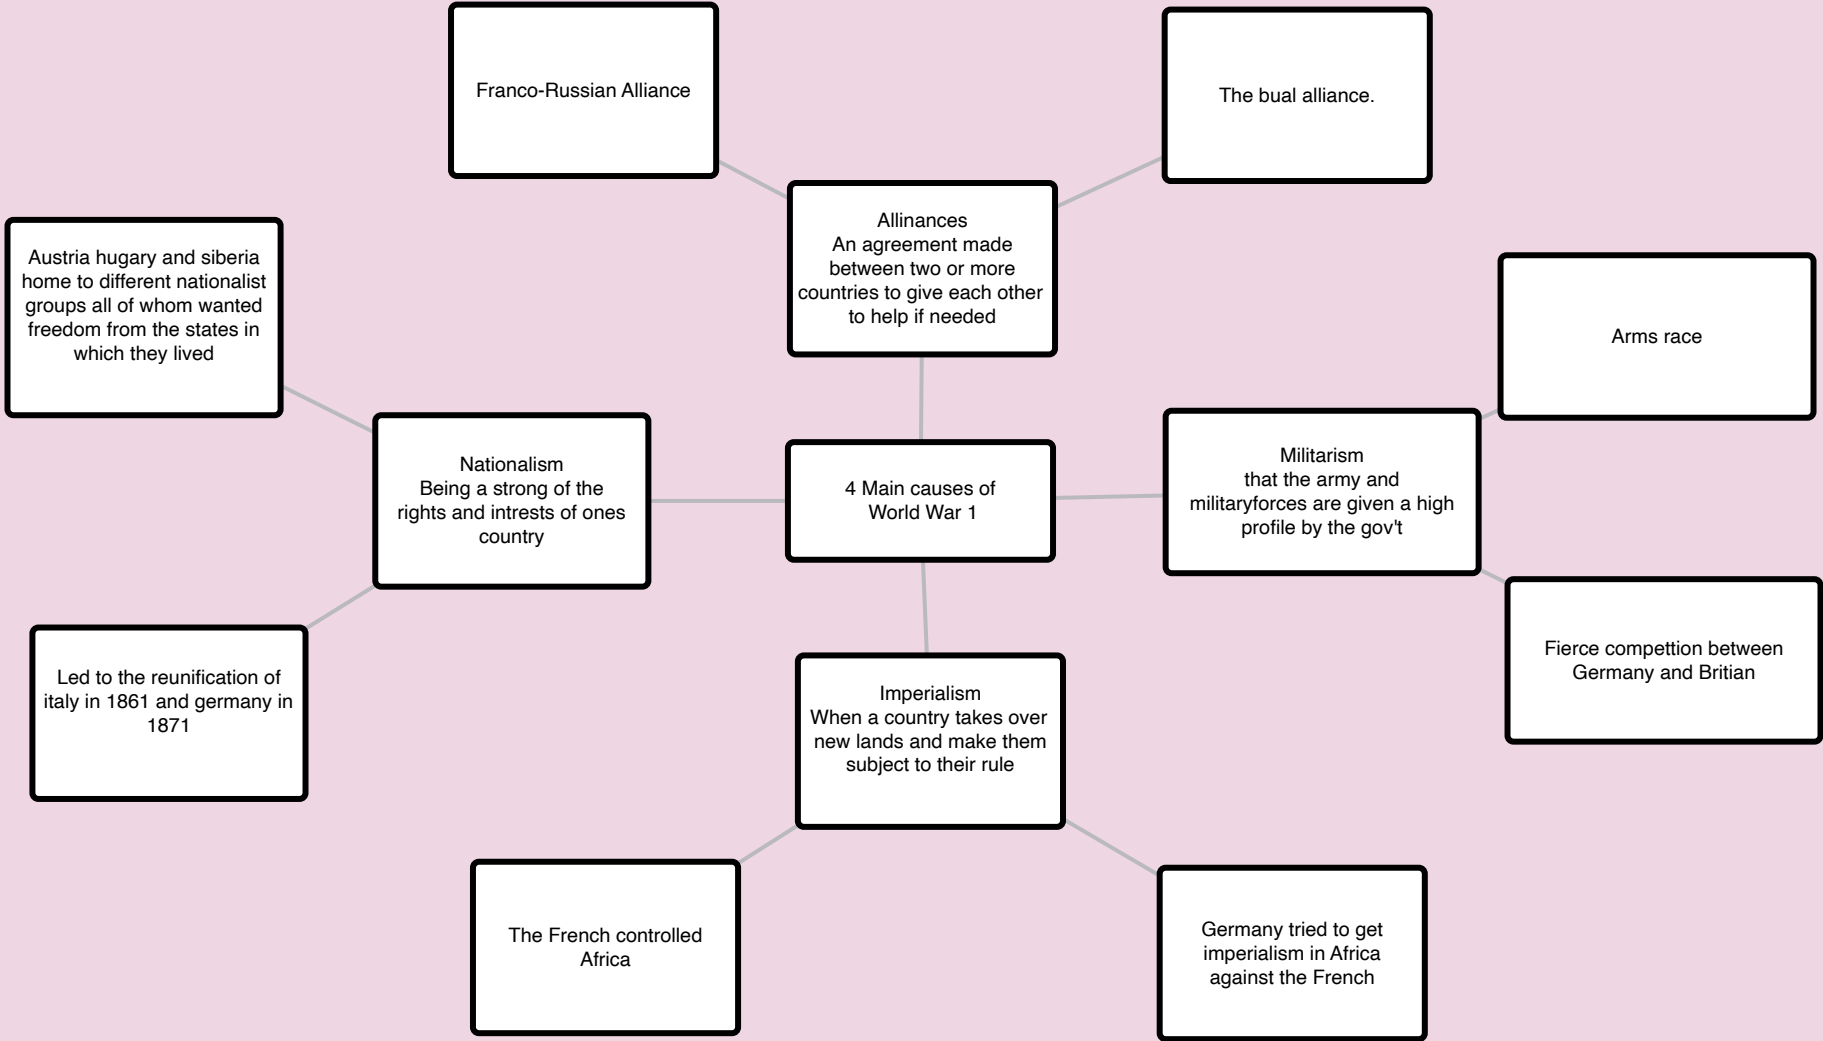 Franco-Russian Alliance
The bual alliance.
Allinances
An agreement made
between two or more
countries to give each other
to help if needed
Austria hugary and siberia
home to different nationalist
groups all of whom wanted
freedom from the states in
which they lived
Arms race
Nationalism
Being a strong of the
rights and intrests of ones
country
4 Main causes of
World War 1
Militarism
that the army and
militaryforces are given a high
profile by the gov't
Led to the reunification of
italy in 1861 and germany in
1871
Fierce compettion between
Germany and Britian
Imperialism
When a country takes over
new lands and make them
subject to their rule
The French controlled
Africa
Germany tried to get
imperialism in Africa
against the French